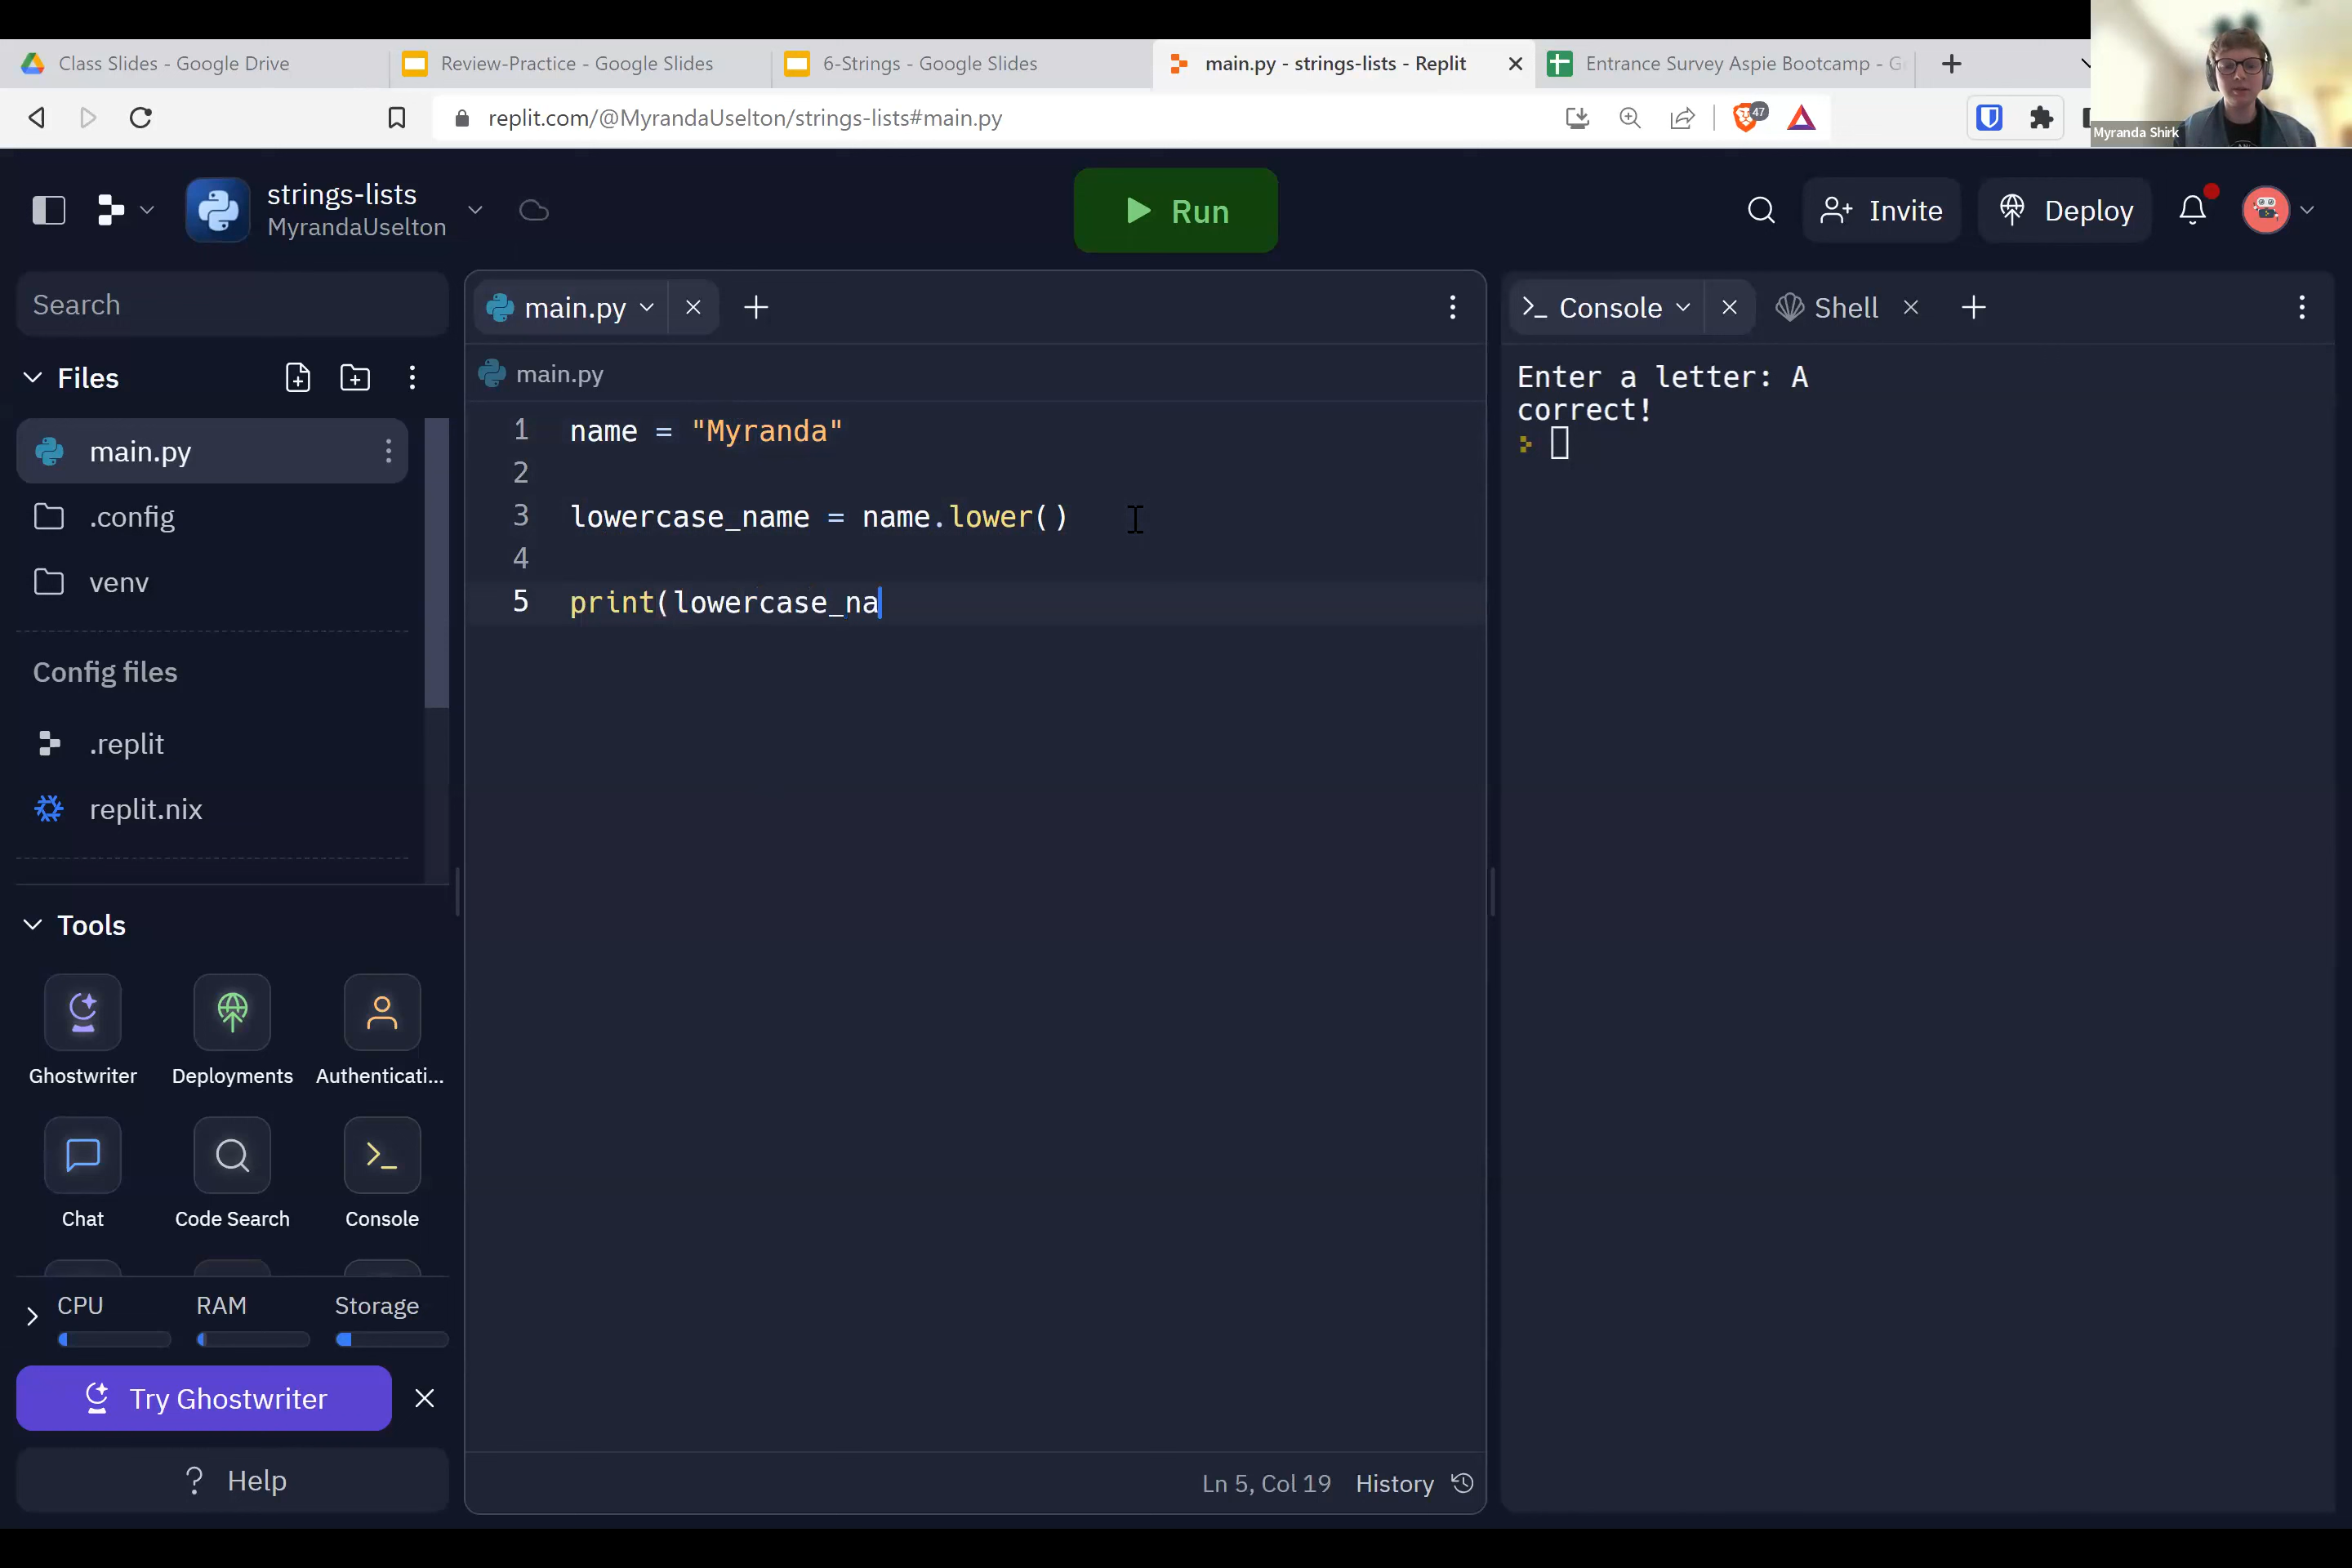 Class Slides - Google Drive
Review-Practice - Google Slides
6-Strings - Google Slides
main.py - strings-lists - Replit
Entrance Survey Aspie Bootcamp - G
replit.com/@MyrandaUselton/strings-lists#main.py
47
Myranda Shirk
strings-lists
MyrandaUselton
Run
Invite
Deploy
Search
Files
main.py
.config
venv
Config files
.replit
replit.nix
Tools
Ghostwriter
Deployments
Authenticati...
Chat
Code Search
Console
CPU
RAM
Storage
Try Ghostwriter
? Help
main.py
main.py
1 name = "Myranda"
2
3 lowercase_name = name.lower()
4
5 print(lowercase_na
Ln 5, Col 19
History
Console
Shell
Enter a letter: A
correct!